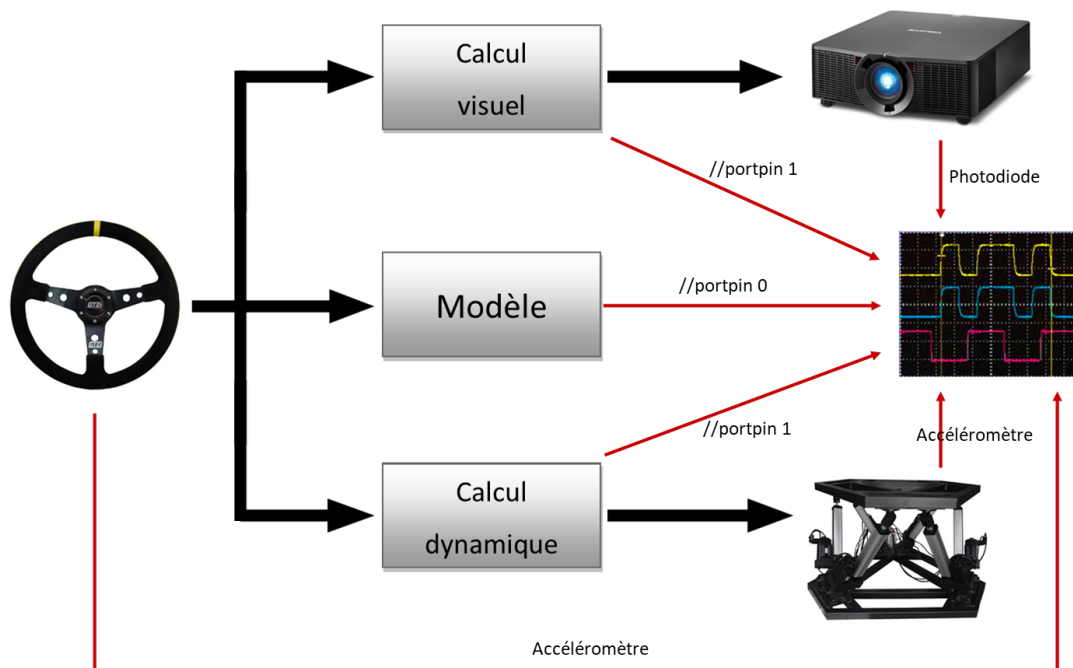 Calcul
visuel
//portpin 1
Photodiode
Modèle
//portpin 0
//portpin 1
Accéléromètre
Calcul
dynamique
Accéléromètre